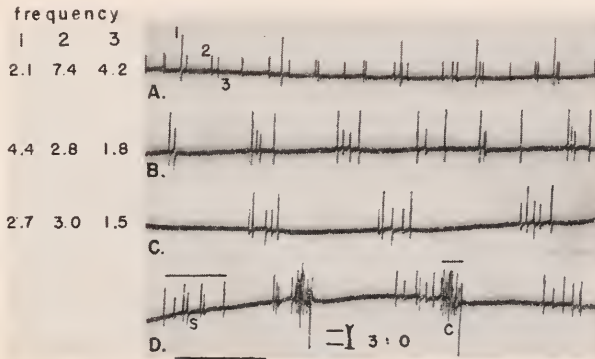 frequency
1 2 3
2.1 7.4 4.2
1
2
3
A.
4.4 2.8 1.8
B.
2.7 3.0 1.5
C.
S
3:0
C
D.